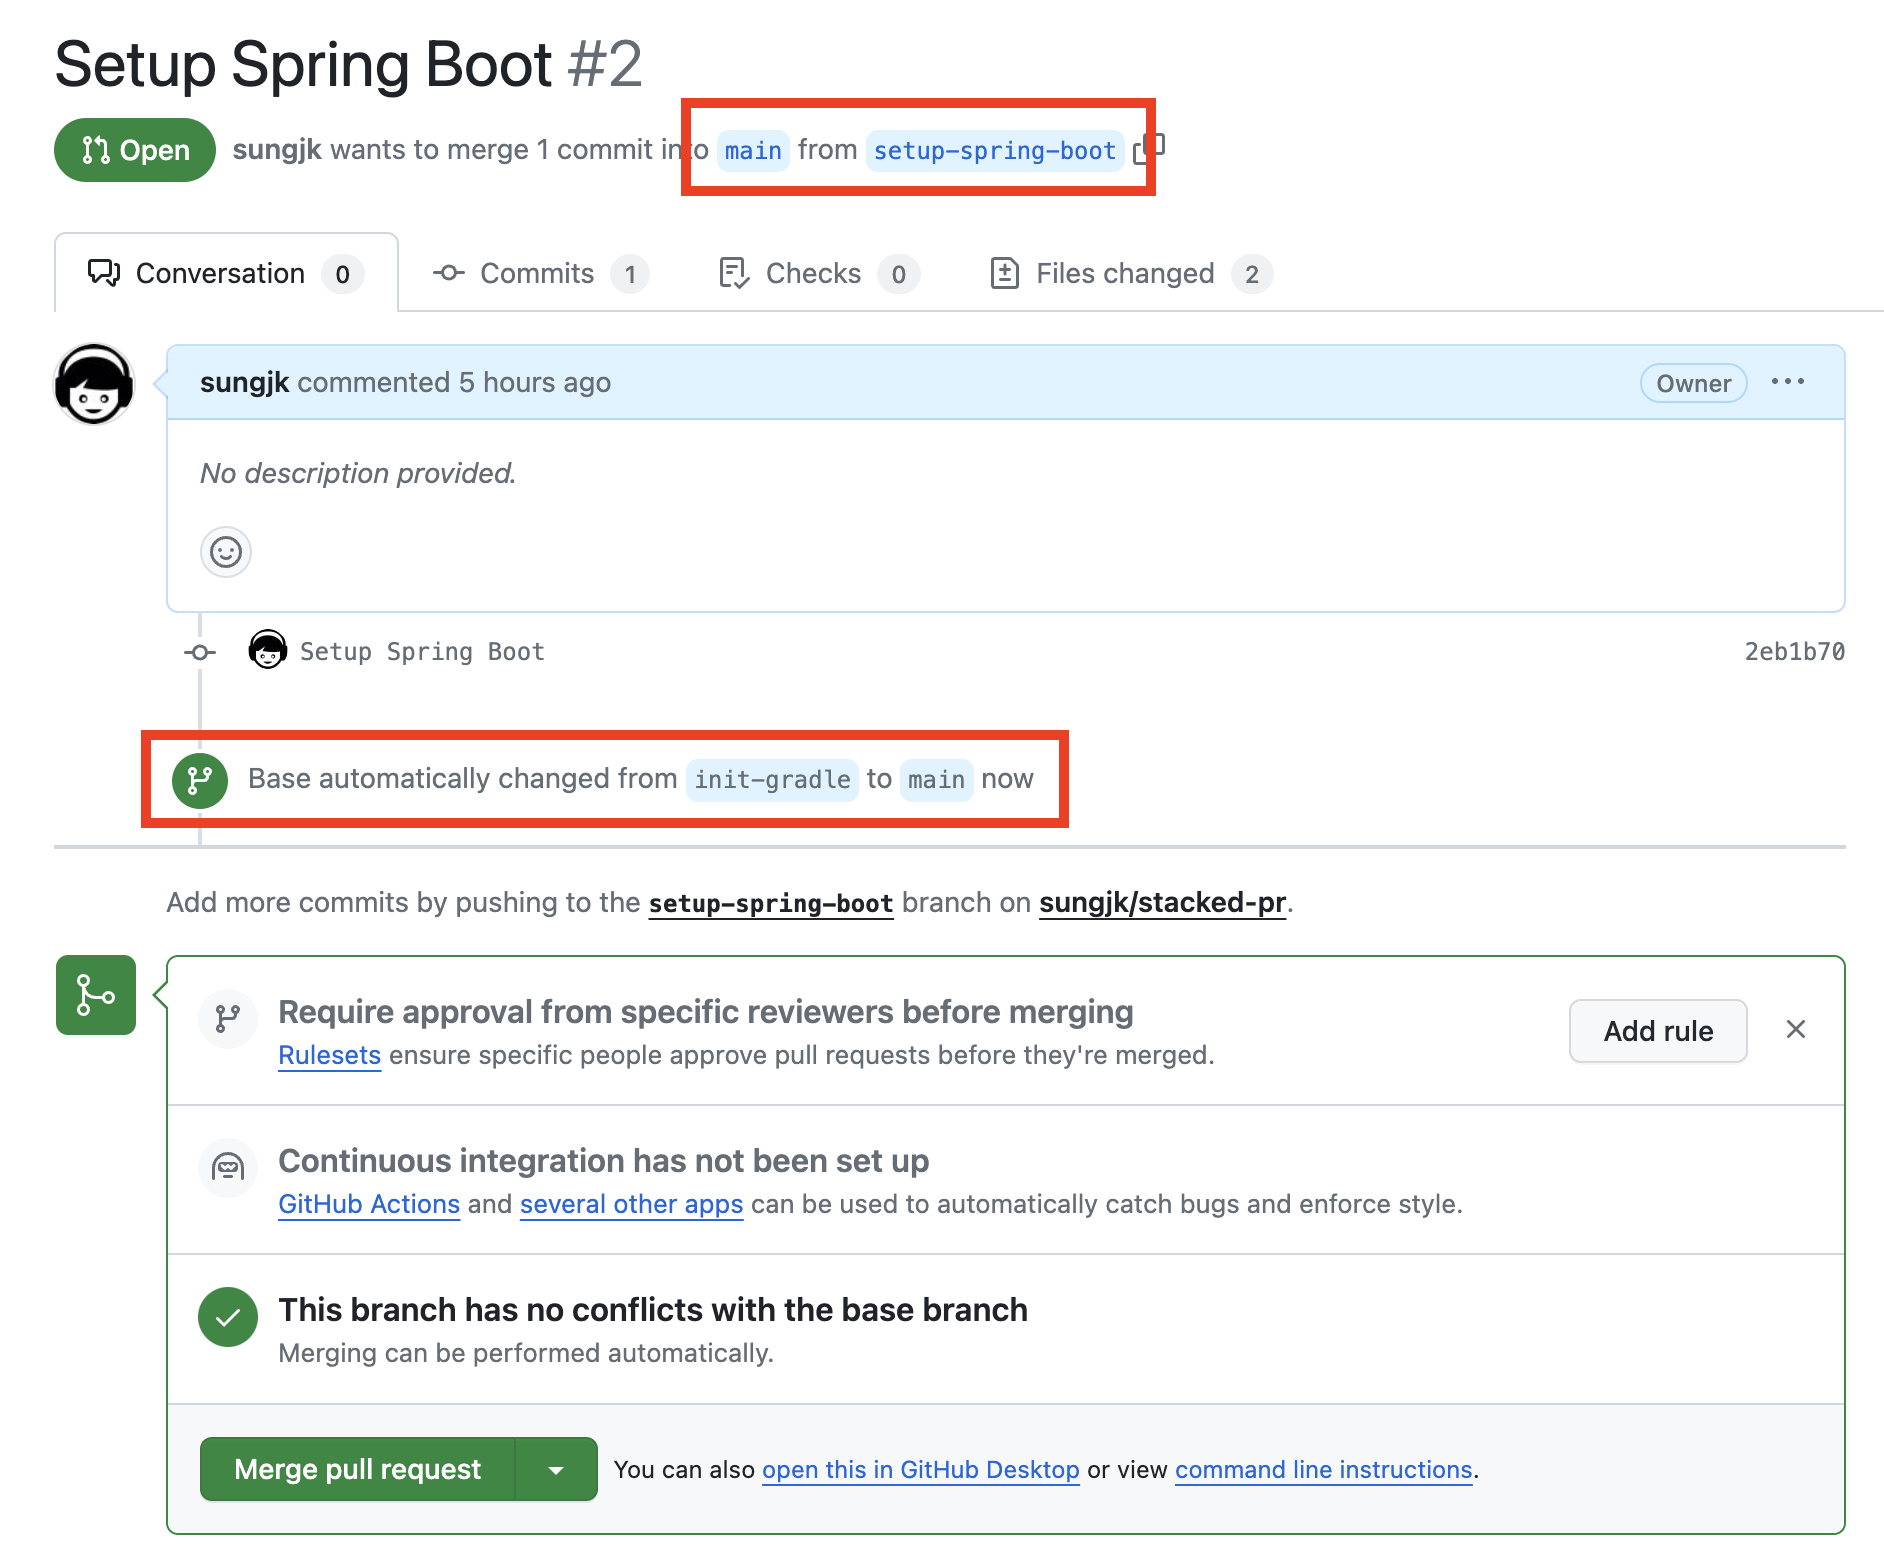 Setup Spring Boot #2
Open sungjk wants to merge 1 commit into main from setup-spring-boot
Conversation 0 Commits 1 Checks 0 Files changed 2
sungjk commented 5 hours ago Owner
No description provided.
Setup Spring Boot 2eb1b70
Base automatically changed from init-gradle to main now
Add more commits by pushing to the setup-spring-boot branch on sungjk/stacked-pr.
Require approval from specific reviewers before merging
Add rule
Rulesets ensure specific people approve pull requests before they're merged.
Continuous integration has not been set up
GitHub Actions and several other apps can be used to automatically catch bugs and enforce style.
This branch has no conflicts with the base branch
Merging can be performed automatically.
Merge pull request You can also open this in GitHub Desktop or view command line instructions.